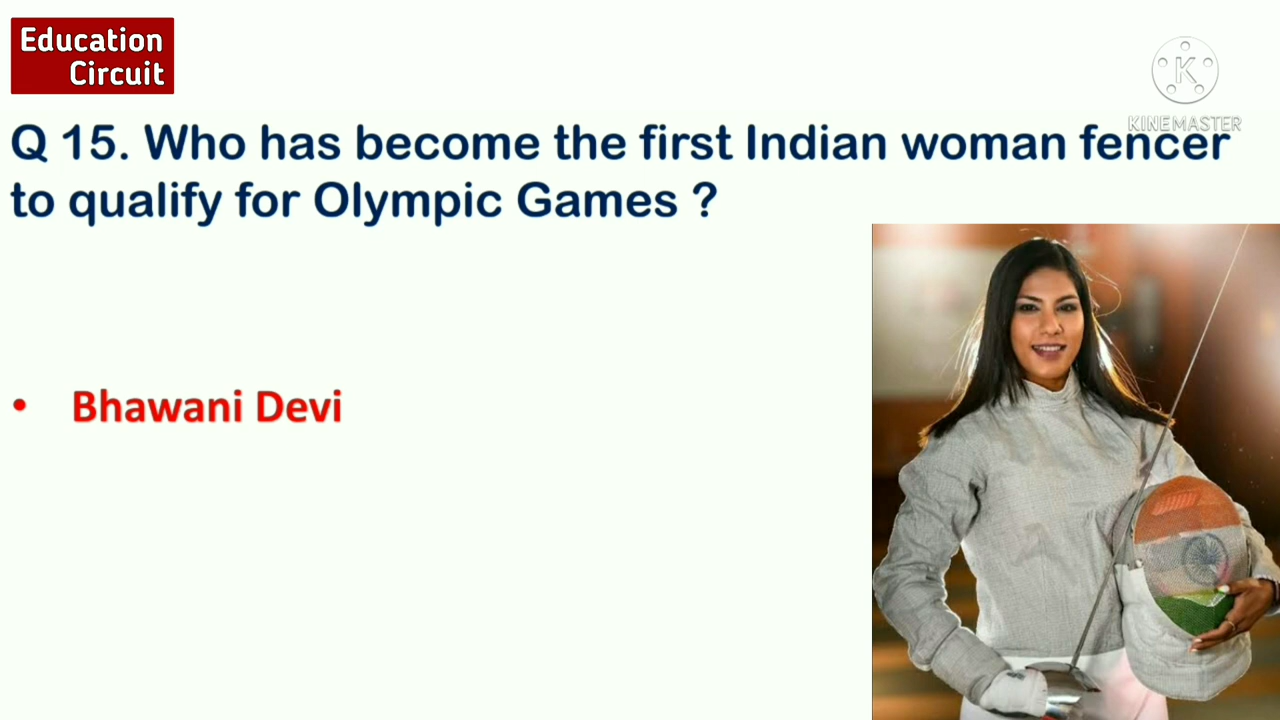 Education
Circuit
KINEMASTER
Q 15. Who has become the first Indian woman fencer
to qualify for Olympic Games ?
• Bhawani Devi